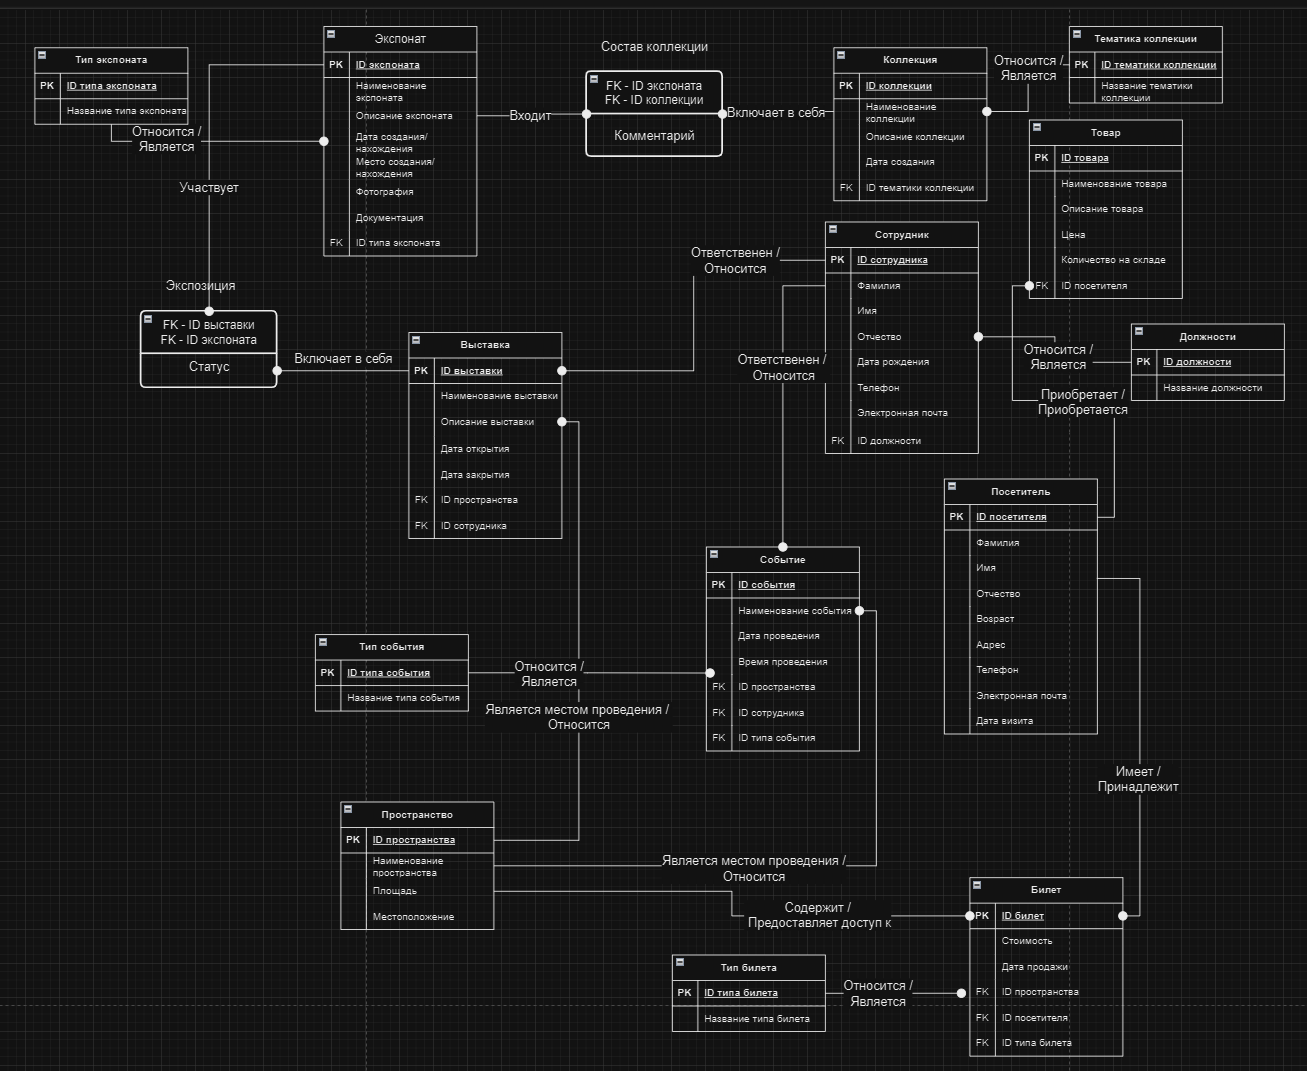 Тип экспоната
PK ID типа экспоната
Название типа экспоната
Относится /
Является
Экспонат
PK ID экспоната
Наименование
экспоната
Описание экспоната
Дата создания/
нахождения
Место создания/
нахождения
Фотография
Документация
FK ID типа экспоната
Участвует
Входит
Состав коллекции
FK - ID экспоната
FK - ID коллекции
Комментарий
Включает в себя
Коллекция
PK ID коллекции
Наименование
коллекции
Описание коллекции
Дата создания
FK ID тематики коллекции
Относится /
Является
Тематика коллекции
PK ID тематики коллекции
Название тематики
коллекции
Товар
PK ID товара
Наименование товара
Описание товара
Цена
Количество на складе
FK ID посетителя
Экспозиция
FK - ID выставки
FK - ID экспоната
Статус
Включает в себя
Выставка
PK ID выставки
Наименование выставки
Описание выставки
Дата открытия
Дата закрытия
FK ID пространства
FK ID сотрудника
Ответственен /
Относится
Сотрудник
PK ID сотрудника
Фамилия
Имя
Отчество
Дата рождения
Телефон
Электронная почта
FK ID должности
Ответственен /
Относится
Относится /
Является
Должности
PK ID должности
Название должности
Приобретает /
Приобретается
Посетитель
PK ID посетителя
Фамилия
Имя
Отчество
Возраст
Адрес
Телефон
Электронная почта
Дата визита
Событие
PK ID события
Наименование события
Дата проведения
Время проведения
FK ID пространства
FK ID сотрудника
FK ID типа события
Тип события
PK ID типа события
Название типа события
Относится /
Является
Является местом проведения /
Относится
Имеет /
Принадлежит
Пространство
PK ID пространства
Наименование
пространства
Площадь
Местоположение
Является местом проведения /
Относится
Содержит /
Предоставляет доступ к
Билет
PK ID билет
Стоимость
Дата продажи
FK ID пространства
FK ID посетителя
FK ID типа билета
Тип билета
PK ID типа билета
Название типа билета
Относится /
Является